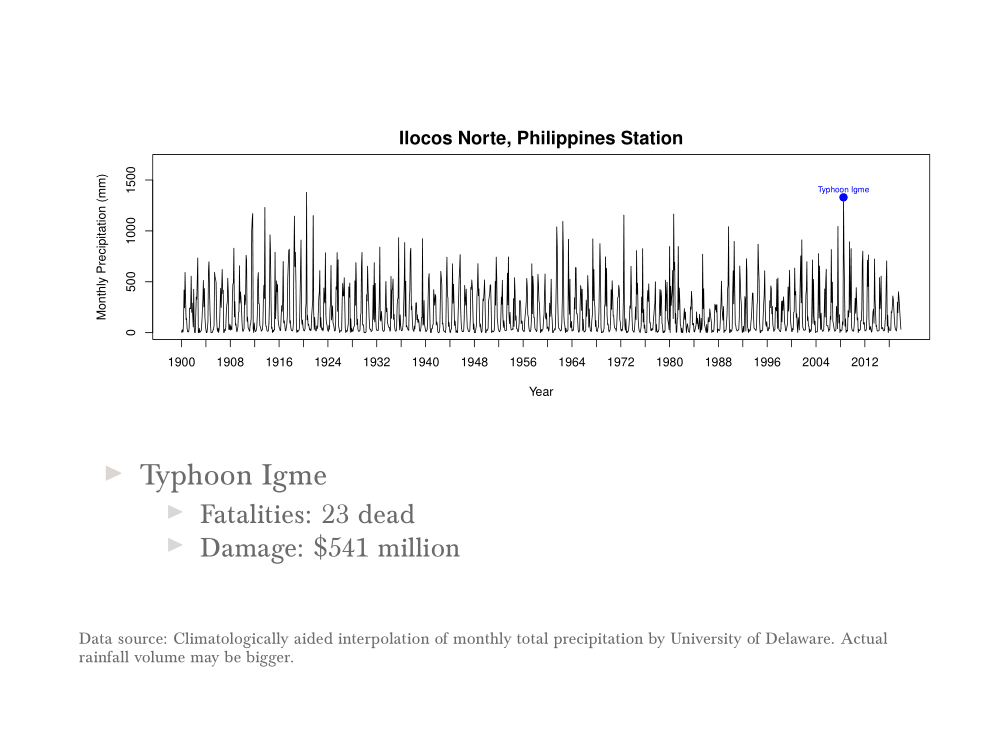 Ilocos Norte, Philippines Station
Monthly Precipitation (mm)
1500
1000
500
0
Typhoon Igme
1900 1908 1916 1924 1932 1940 1948 1956 1964 1972 1980 1988 1996 2004 2012
Year
Typhoon Igme
Fatalities: 23 dead
Damage: $541 million
Data source: Climatologically aided interpolation of monthly total precipitation by University of Delaware. Actual
rainfall volume may be bigger.